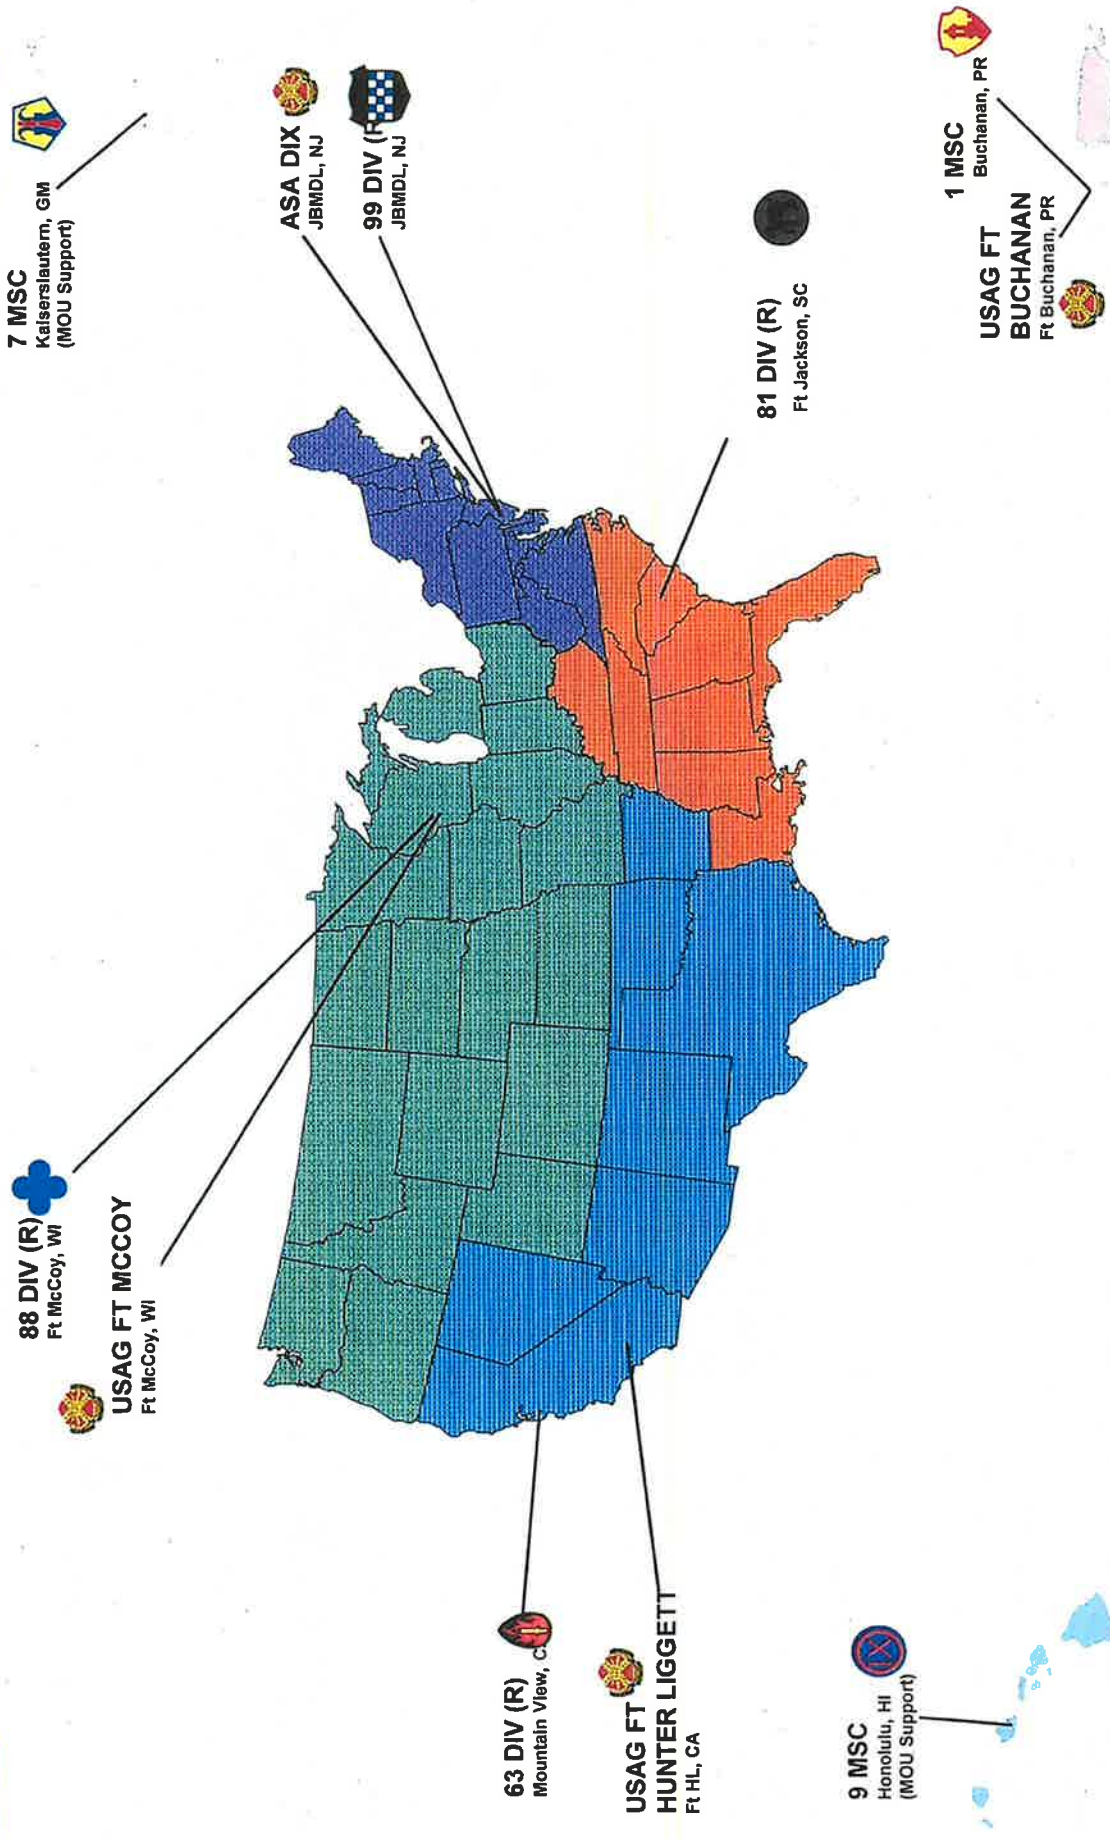 88 DIV (R)
Ft McCoy, WI
USAG FT MCCOY
Ft McCoy, WI
7 MSC
Kaiserslautern, GM
(MOU Support)
ASA DIX
JBMDL, NJ
99 DIV (R
JBMDL, NJ
63 DIV (R)
Mountain View, C
USAG FT
HUNTER LIGGETT
Ft HL, CA
81 DIV (R)
Ft Jackson, SC
9 MSC
Honolulu, HI
(MOU Support)
IX
1 MSC
Buchanan, PR
USAG FT
BUCHANAN
Ft Buchanan, PR